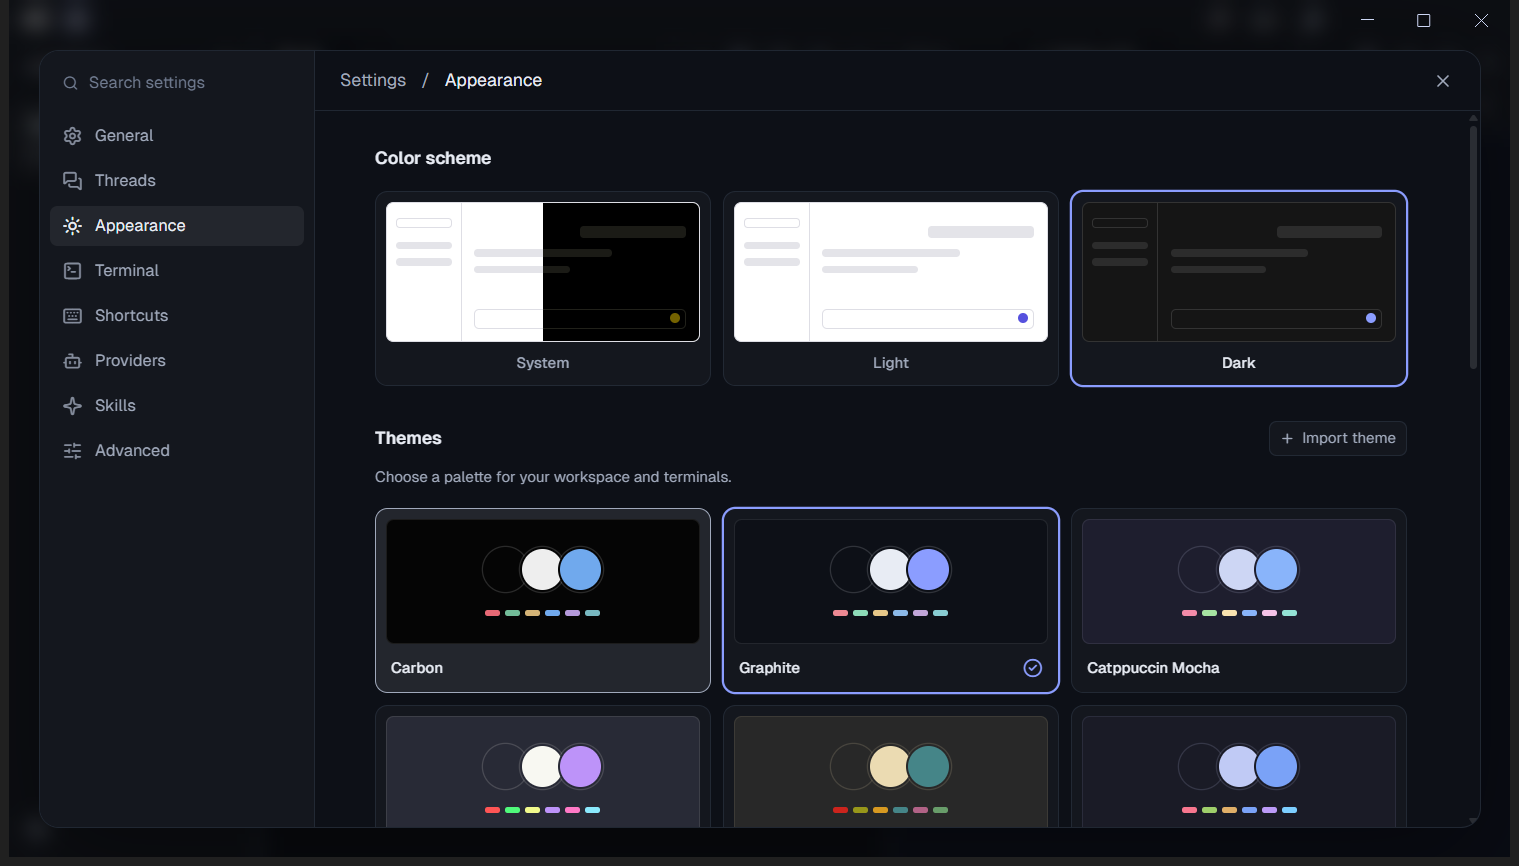 Search settings
General
Threads
Appearance
Terminal
Shortcuts
Providers
Skills
Advanced
Settings / Appearance
Color scheme
System
Light
Dark
Themes
Import theme
Choose a palette for your workspace and terminals.
Carbon
Graphite
Catppuccin Mocha